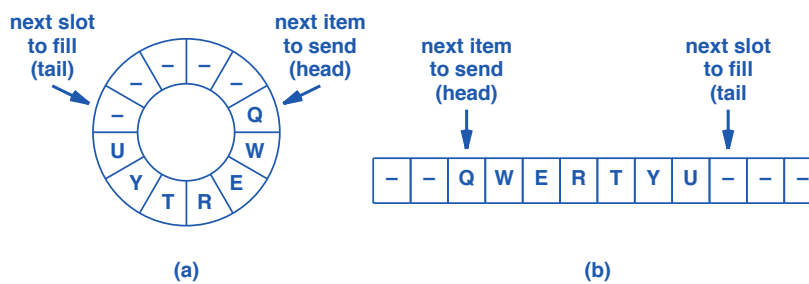 next slot
to fill
(tail)
next item
to send
(head)
– – – – – – Q W E R T Y U
(a)
next item
to send
(head)
next slot
to fill
(tail
– – Q W E R T Y U – – –
(b)